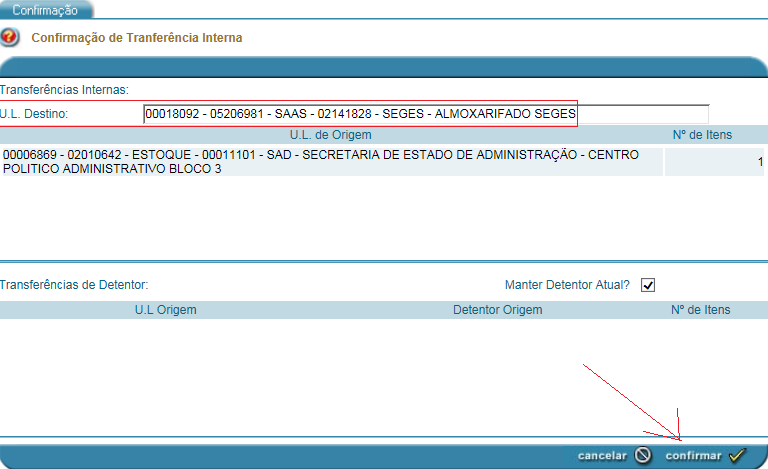 Confirmação
Confirmação de Tranferência Interna
Transferências Internas:
U.L. Destino: 00018092 - 05206981 - SAAS - 02141828 - SEGES - ALMOXARIFADO SEGES
U.L. de Origem Nº de Itens
00006869 - 02010642 - ESTOQUE - 00011101 - SAD - SECRETARIA DE ESTADO DE ADMINISTRAÇÃO - CENTRO 1
POLITICO ADMINISTRATIVO BLOCO 3
Transferências de Detentor: Manter Detentor Atual?
U.L Origem Detentor Origem Nº de Itens
cancelar confirmar